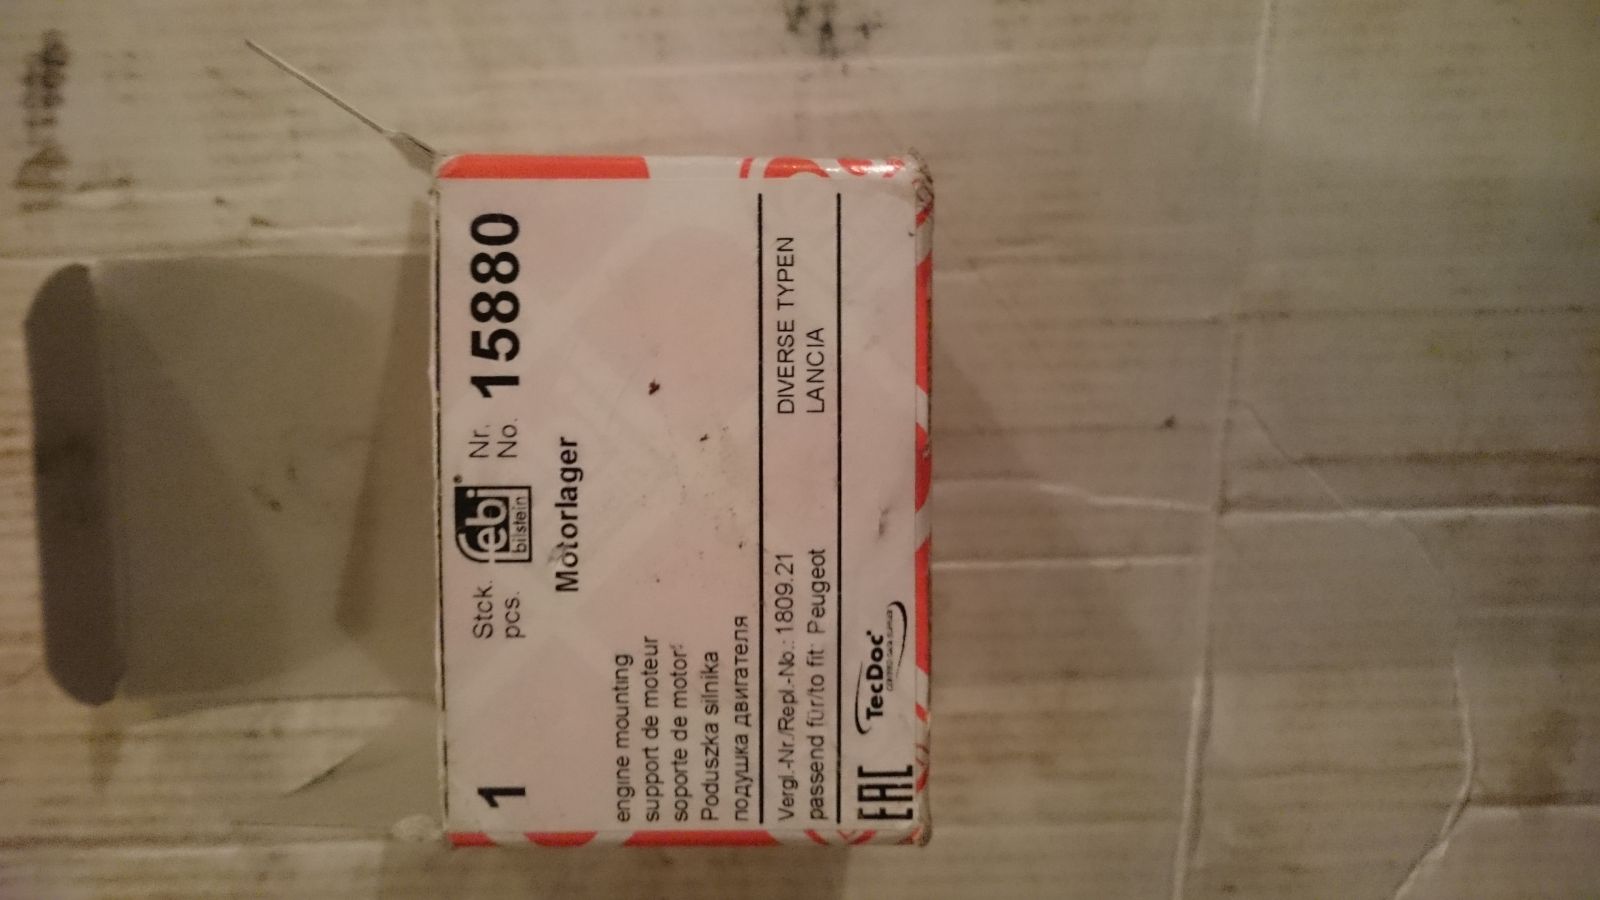 1 Stck. pcs. febi bilstein Nr. No. 15880
Motorlager
engine mounting
support de moteur
soporte de motor
Poduszka silnika
подушка двигателя
Vergl.-Nr./Repl.-No.: 1809.21 DIVERSE TYPEN
passend für/to fit: Peugeot LANCIA
EAC TecDoc